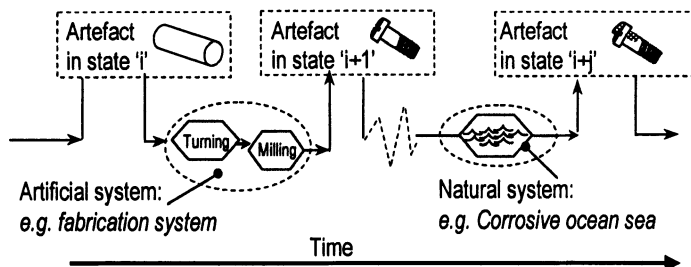 Artefact
in state 'i'
Artefact
in state 'i+1'
Artefact
in state 'i+j'
Turning
Milling
Artificial system:
e.g. fabrication system
Natural system:
e.g. Corrosive ocean sea
Time